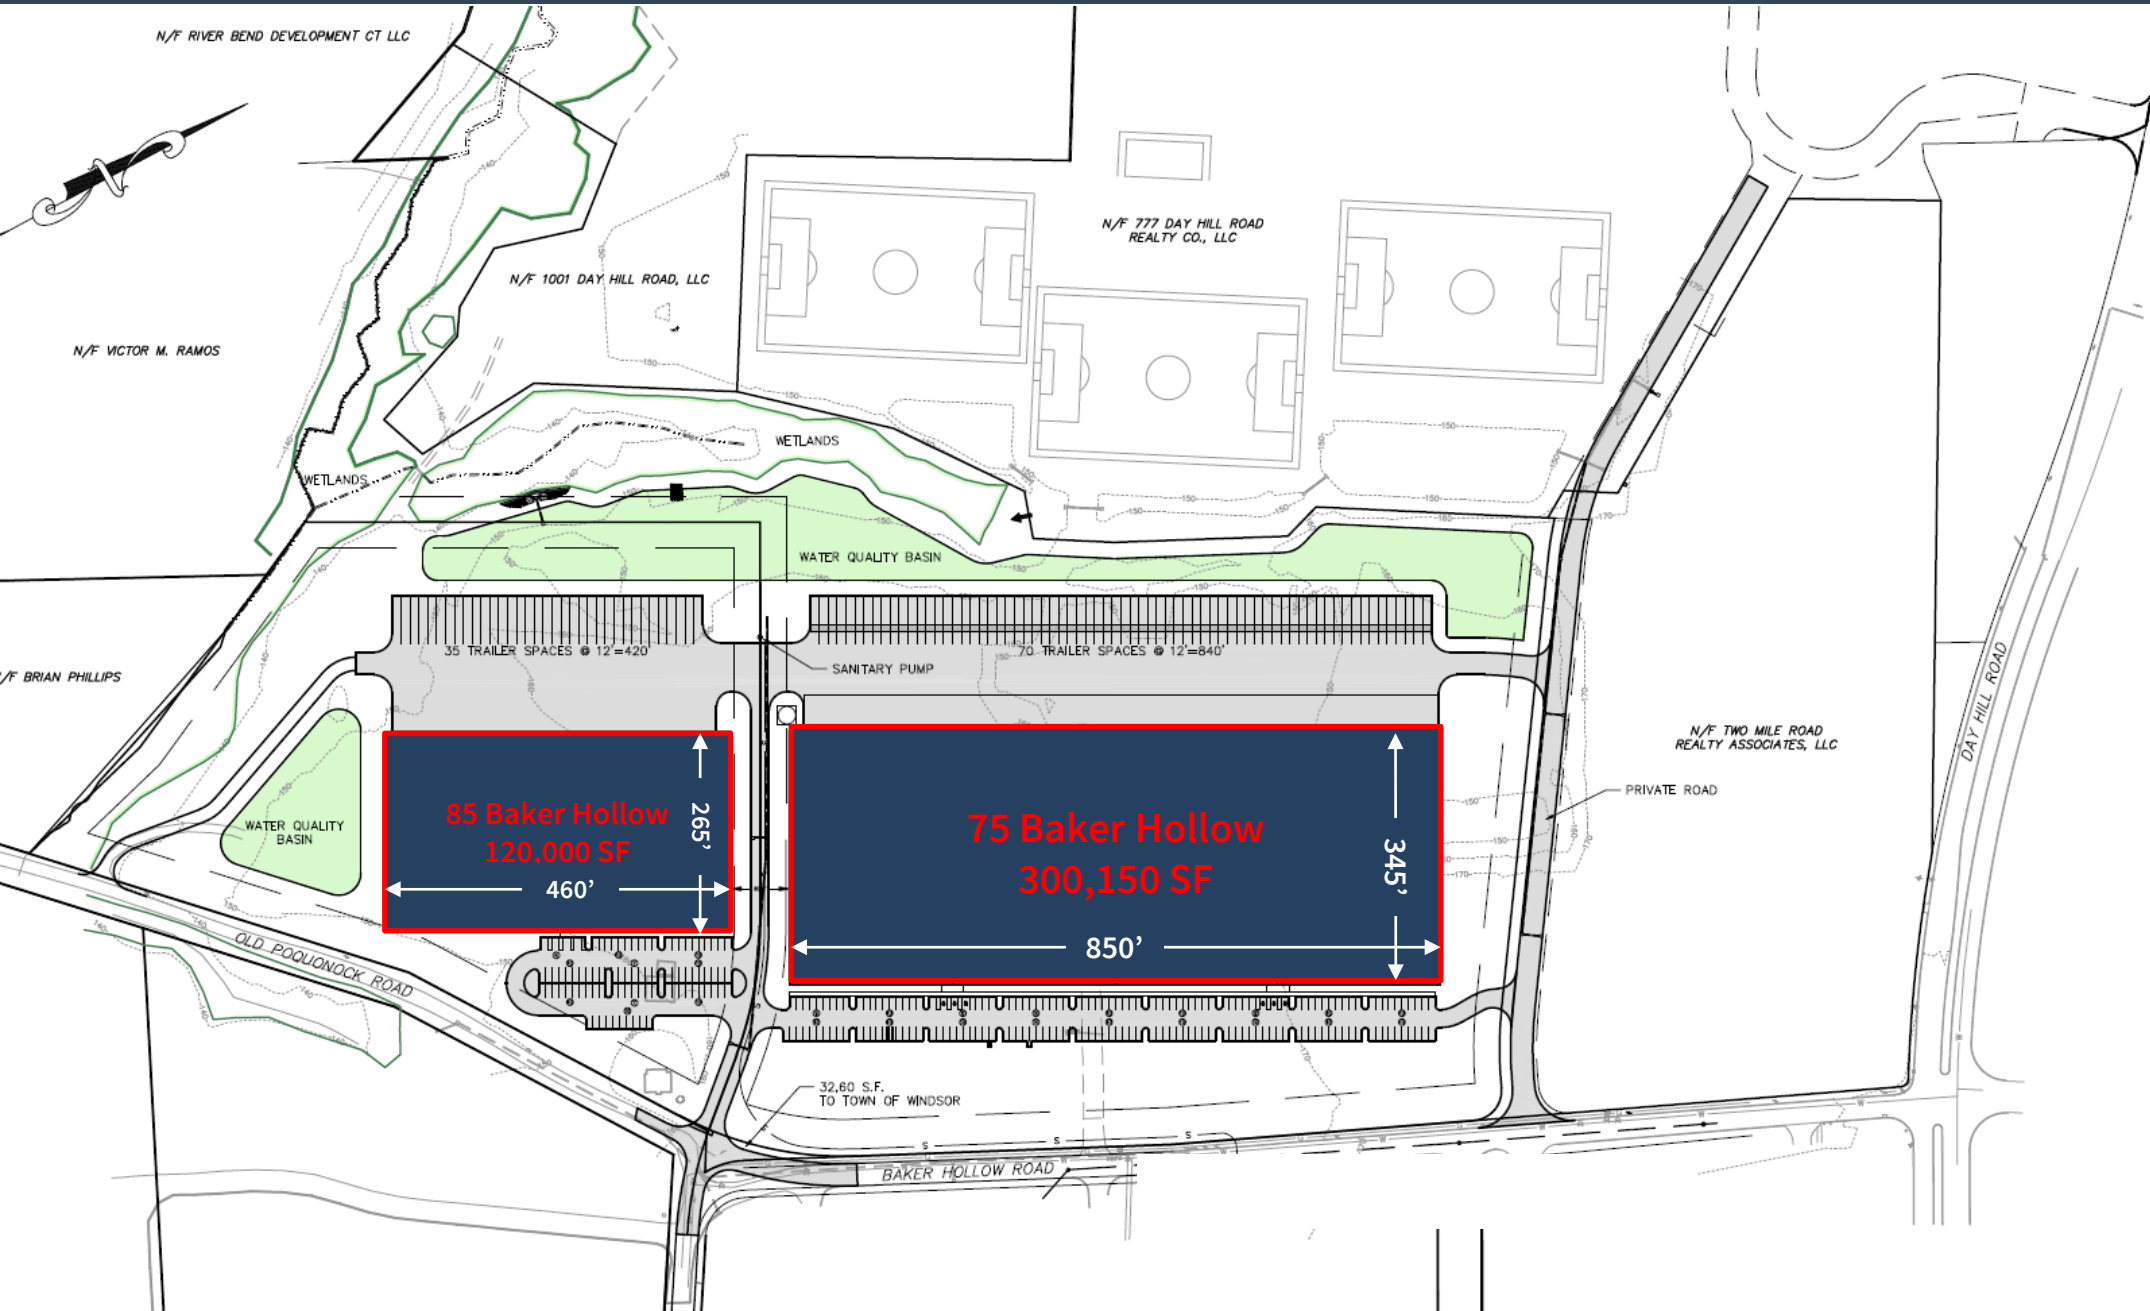 N/F RIVER BEND DEVELOPMENT CT LLC
N/F 777 DAY HILL ROAD
REALTY CO., LLC
N/F 1001 DAY HILL ROAD, LLC
N/F VICTOR M. RAMOS
WETLANDS
WETLANDS
WATER QUALITY BASIN
35 TRAILER SPACES @ 12'=420'
70 TRAILER SPACES @ 12'=840'
SANITARY PUMP
/F BRIAN PHILLIPS
N/F TWO MILE ROAD
REALTY ASSOCIATES, LLC
DAY HILL ROAD
PRIVATE ROAD
85 Baker Hollow
120,000 SF
460’
265’
75 Baker Hollow
300,150 SF
850’
345’
WATER QUALITY
BASIN
OLD POQUONOCK ROAD
32,60 S.F.
TO TOWN OF WINDSOR
BAKER HOLLOW ROAD